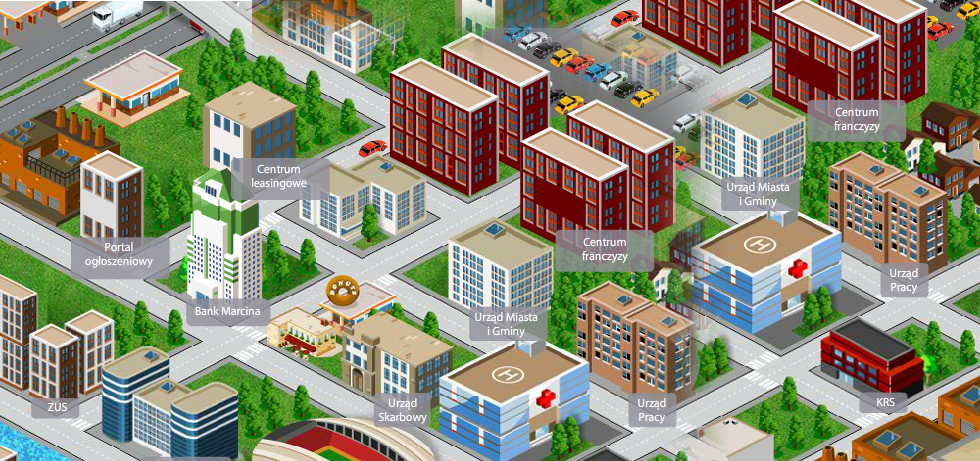 Centrum
franczyzy
Centrum
leasingowe
Urząd Miasta
i Gminy
Portal
ogłoszeniowy
Centrum
franczyzy
Urząd
Pracy
Bank Marcina
Urząd Miasta
i Gminy
ZUS
Urząd
Skarbowy
Urząd
Pracy
KRS
H
H